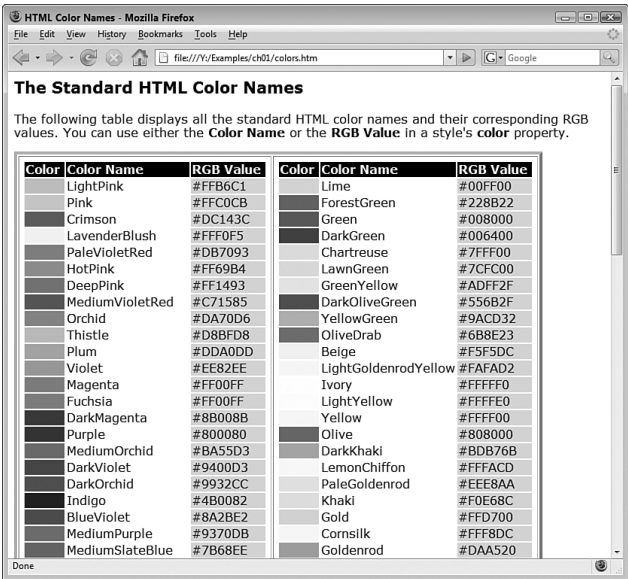 HTML Color Names - Mozilla Firefox
File Edit View History Bookmarks Tools Help
file:///Y:/Examples/ch01/colors.htm
G Google
The Standard HTML Color Names
The following table displays all the standard HTML color names and their corresponding RGB
values. You can use either the Color Name or the RGB Value in a style's color property.
Color Color Name RGB Value Color Color Name RGB Value
LightPink #FFB6C1 Lime #00FF00
Pink #FFC0CB ForestGreen #228B22
Crimson #DC143C Green #008000
LavenderBlush #FFF0F5 DarkGreen #006400
PaleVioletRed #DB7093 Chartreuse #7FFF00
HotPink #FF69B4 LawnGreen #7CFC00
DeepPink #FF1493 GreenYellow #ADFF2F
MediumVioletRed #C71585 DarkOliveGreen #556B2F
Orchid #DA70D6 YellowGreen #9ACD32
Thistle #D8BFD8 OliveDrab #6B8E23
Plum #DDA0DD Beige #F5F5DC
Violet #EE82EE LightGoldenrodYellow #FAFAD2
Magenta #FF00FF Ivory #FFFFF0
Fuchsia #FF00FF LightYellow #FFFFE0
DarkMagenta #8B008B Yellow #FFFF00
Purple #800080 Olive #808000
MediumOrchid #BA55D3 DarkKhaki #BDB76B
DarkViolet #9400D3 LemonChiffon #FFFACD
DarkOrchid #9932CC PaleGoldenrod #EEE8AA
Indigo #4B0082 Khaki #F0E68C
BlueViolet #8A2BE2 Gold #FFD700
MediumPurple #9370DB Cornsilk #FFF8DC
MediumSlateBlue #7B68EE Goldenrod #DAA520
Done